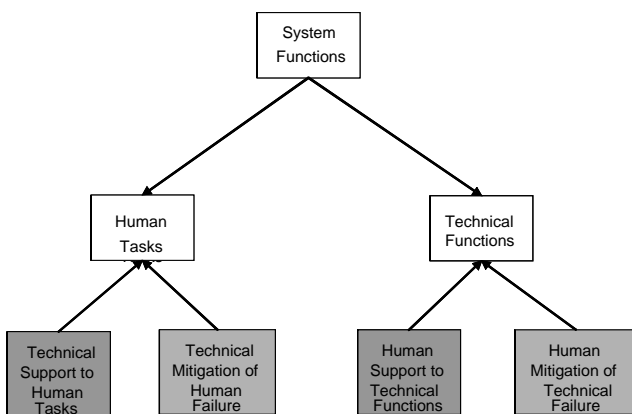 System
Functions
Human
Tasks
Technical
Functions
Technical
Support to
Human
Tasks
Technical
Mitigation of
Human
Failure
Human
Support to
Technical
Functions
Human
Mitigation of
Technical
Failure